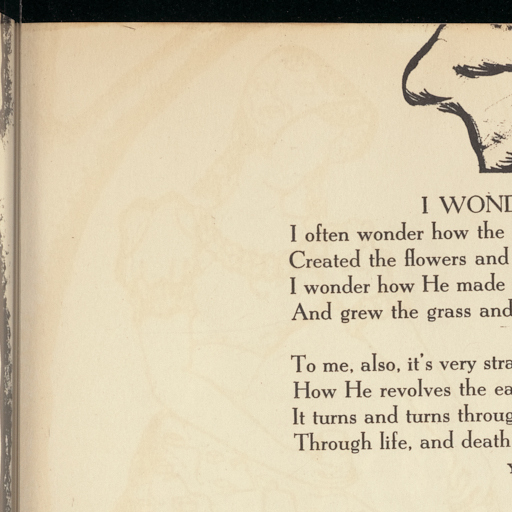 I WOND
I often wonder how the
Created the flowers and
I wonder how He made
And grew the grass and
To me, also, it's very stra
How He revolves the ea
It turns and turns throug
Through life, and death